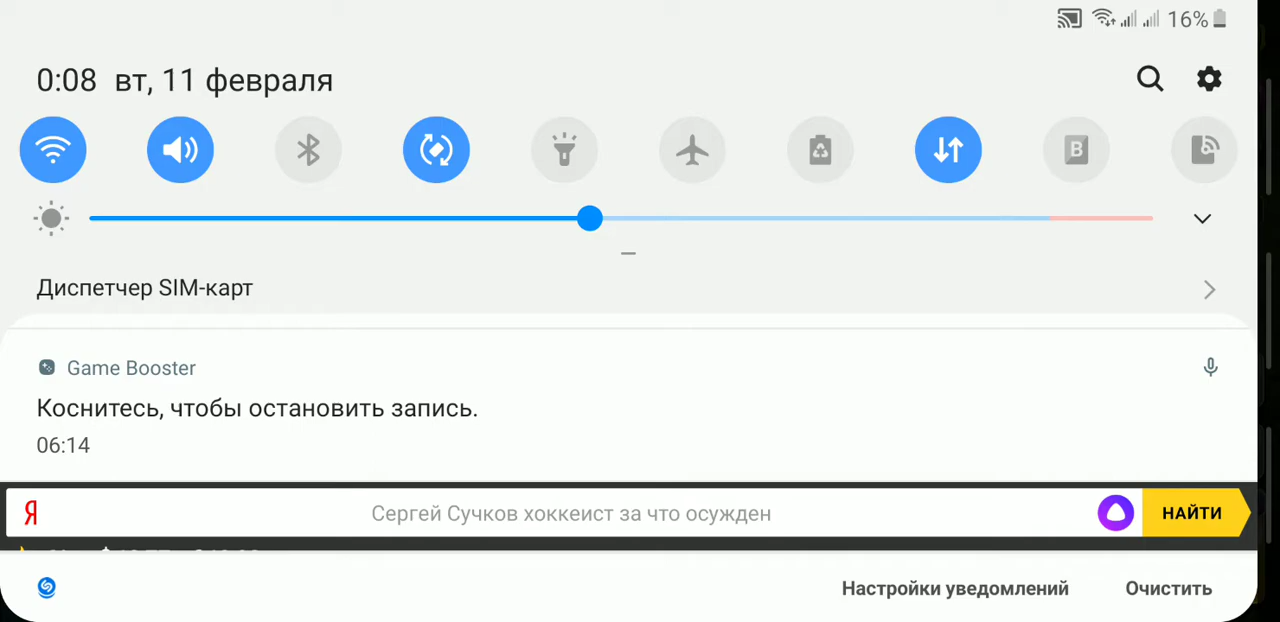 16%
0:08 вт, 11 февраля
B
Диспетчер SIM-карт
Game Booster
Коснитесь, чтобы остановить запись.
06:14
Я Сергей Сучков хоккеист за что осужден НАЙТИ
Настройки уведомлений Очистить